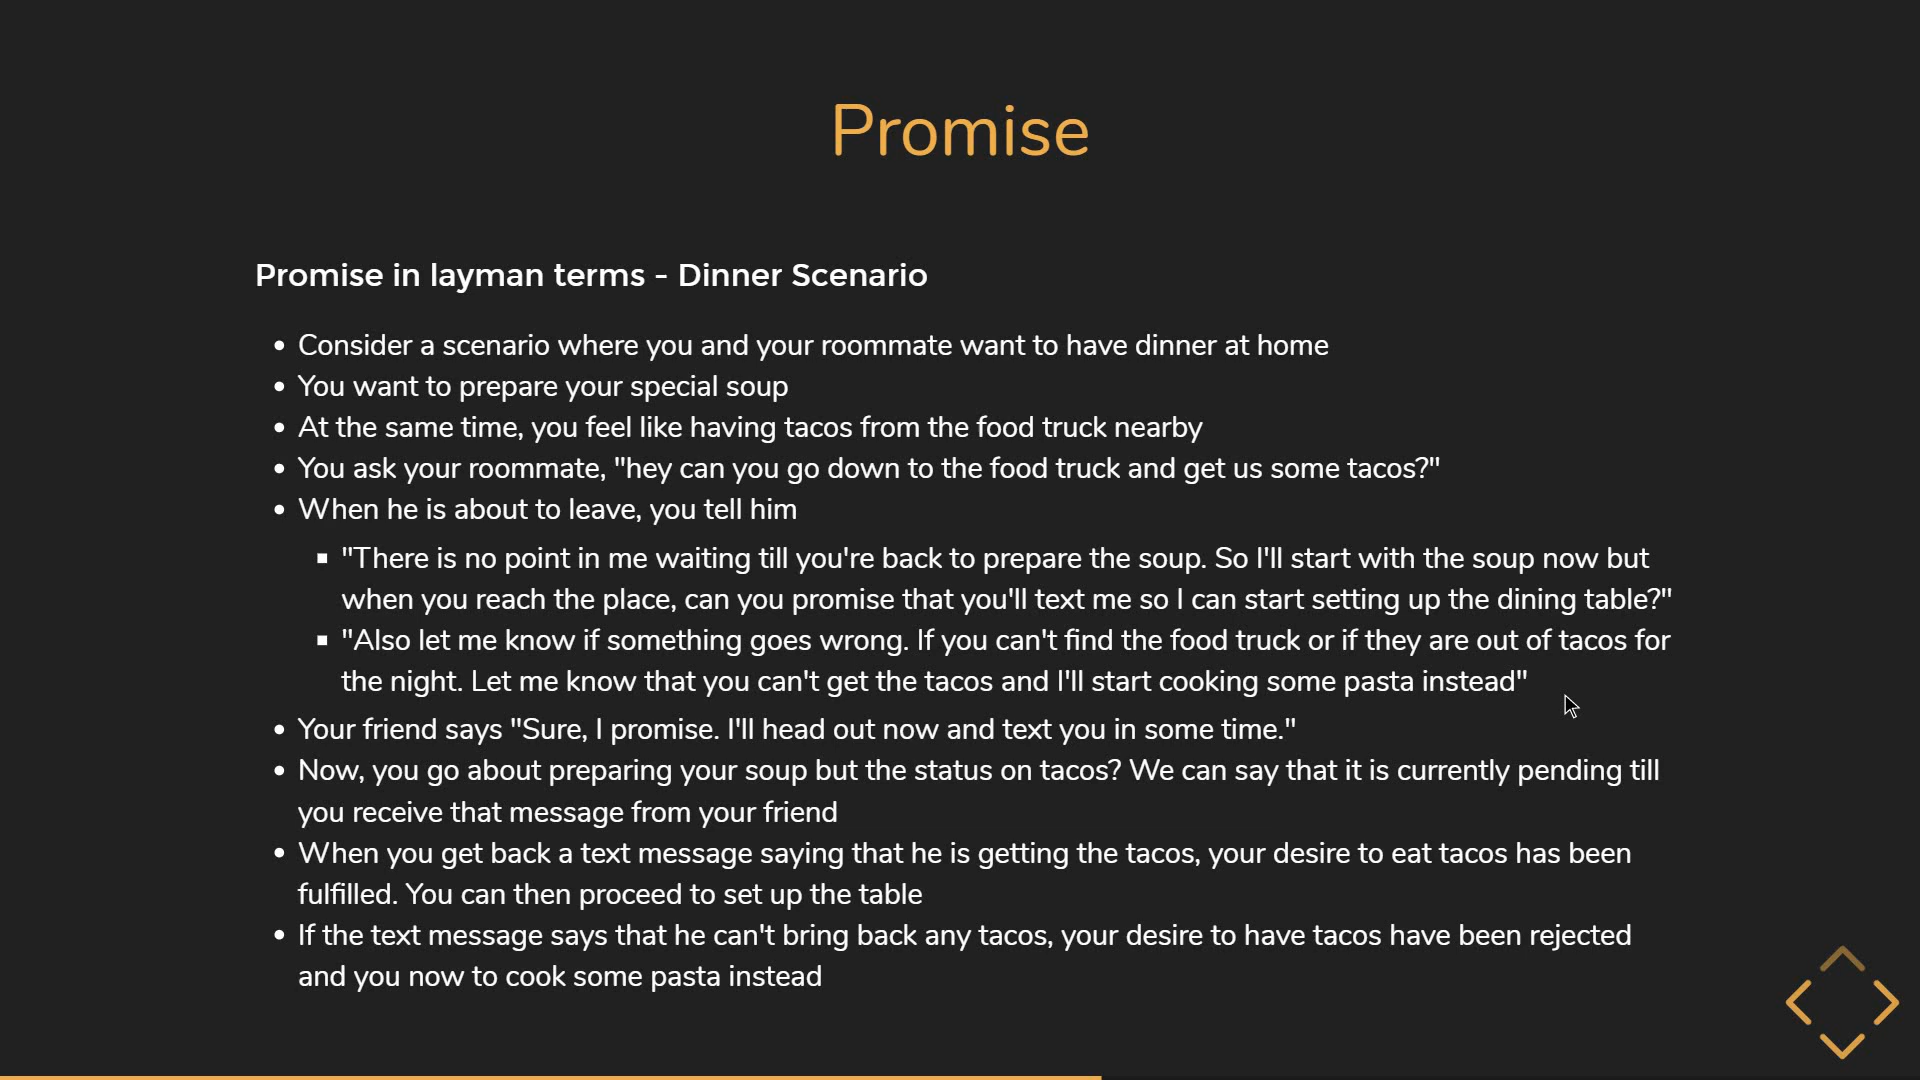 Promise
Promise in layman terms - Dinner Scenario
• Consider a scenario where you and your roommate want to have dinner at home
• You want to prepare your special soup
• At the same time, you feel like having tacos from the food truck nearby
• You ask your roommate, "hey can you go down to the food truck and get us some tacos?"
• When he is about to leave, you tell him
▪ "There is no point in me waiting till you're back to prepare the soup. So I'll start with the soup now but
when you reach the place, can you promise that you'll text me so I can start setting up the dining table?"
▪ "Also let me know if something goes wrong. If you can't find the food truck or if they are out of tacos for
the night. Let me know that you can't get the tacos and I'll start cooking some pasta instead"
• Your friend says "Sure, I promise. I'll head out now and text you in some time."
• Now, you go about preparing your soup but the status on tacos? We can say that it is currently pending till
you receive that message from your friend
• When you get back a text message saying that he is getting the tacos, your desire to eat tacos has been
fulfilled. You can then proceed to set up the table
• If the text message says that he can't bring back any tacos, your desire to have tacos have been rejected
and you now to cook some pasta instead